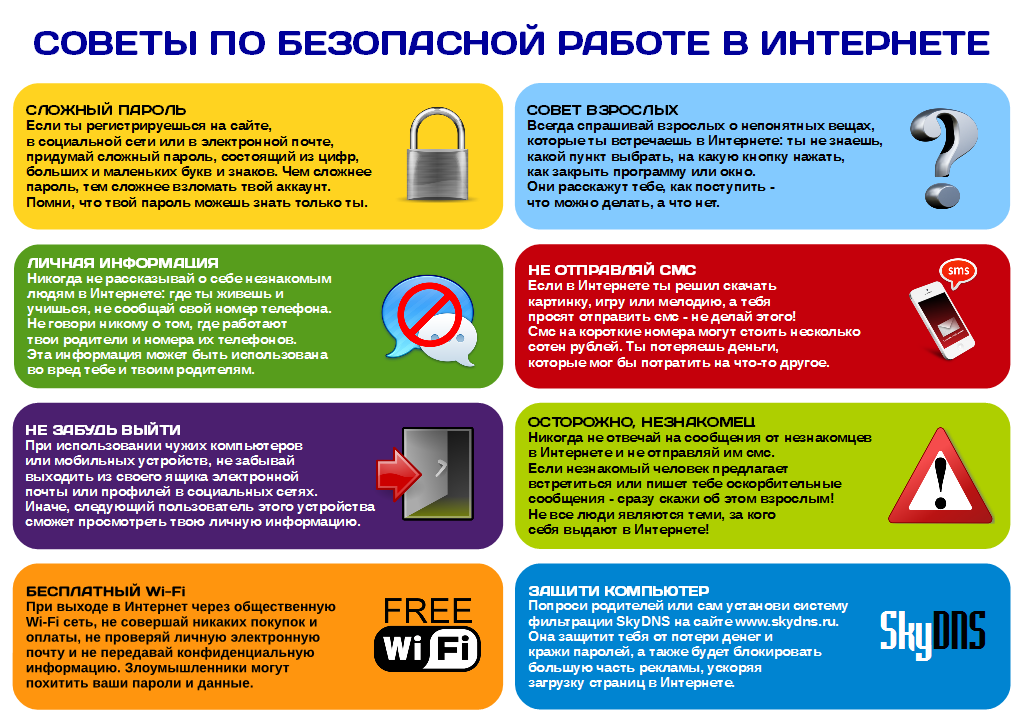 СОВЕТЫ ПО БЕЗОПАСНОЙ РАБОТЕ В ИНТЕРНЕТЕ
СЛОЖНЫЙ ПАРОЛЬ
Если ты регистрируешься на сайте,
в социальной сети или в электронной почте,
придумай сложный пароль, состоящий из цифр,
больших и маленьких букв и знаков. Чем сложнее
пароль, тем сложнее взломать твой аккаунт.
Помни, что твой пароль можешь знать только ты.
СОВЕТ ВЗРОСЛЫХ
Всегда спрашивай взрослых о непонятных вещах,
которые ты встречаешь в Интернете: ты не знаешь,
какой пункт выбрать, на какую кнопку нажать,
как закрыть программу или окно.
Они расскажут тебе, как поступить -
что можно делать, а что нет.
ЛИЧНАЯ ИНФОРМАЦИЯ
Никогда не рассказывай о себе незнакомым
людям в Интернете: где ты живешь и
учишься, не сообщай свой номер телефона.
Не говори никому о том, где работают
твои родители и номера их телефонов.
Эта информация может быть использована
во вред тебе и твоим родителям.
НЕ ОТПРАВЛЯЙ СМС
Если в Интернете ты решил скачать
картинку, игру или мелодию, а тебя
просят отправить смс - не делай этого!
Смс на короткие номера могут стоить несколько
сотен рублей. Ты потеряешь деньги,
которые мог бы потратить на что-то другое.
sms
НЕ ЗАБУДЬ ВЫЙТИ
При использовании чужих компьютеров
или мобильных устройств, не забывай
выходить из своего ящика электронной
почты или профилей в социальных сетях.
Иначе, следующий пользователь этого устройства
сможет просмотреть твою личную информацию.
ОСТОРОЖНО, НЕЗНАКОМЕЦ
Никогда не отвечай на сообщения от незнакомцев
в Интернете и не отправляй им смс.
Если незнакомый человек предлагает
встретиться или пишет тебе оскорбительные
сообщения - сразу скажи об этом взрослым!
Не все люди являются теми, за кого
себя выдают в Интернете!
БЕСПЛАТНЫЙ Wi-Fi
При выходе в Интернет через общественную
Wi-Fi сеть, не совершай никаких покупок и
оплаты, не проверяй личную электронную
почту и не передавай конфиденциальную
информацию. Злоумышленники могут
похитить ваши пароли и данные.
FREE
Wi Fi
ЗАЩИТИ КОМПЬЮТЕР
Попроси родителей или сам установи систему
фильтрации SkyDNS на сайте www.skydns.ru.
Она защитит тебя от потери денег и
кражи паролей, а также будет блокировать
большую часть рекламы, ускоряя
загрузку страниц в Интернете.
SkyDNS